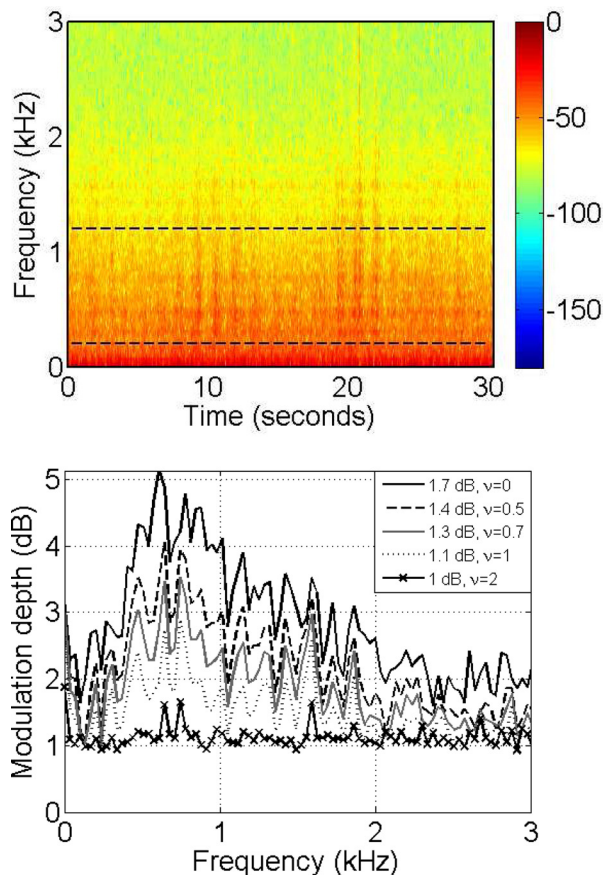 3
2
1
0
Frequency (kHz)
0
10
20
30
Time (seconds)
0
-50
-100
-150
5
4
3
2
1
0
Modulation depth (dB)
1.7 dB, ν=0
1.4 dB, ν=0.5
1.3 dB, ν=0.7
1.1 dB, ν=1
1 dB, ν=2
0
1
2
3
Frequency (kHz)